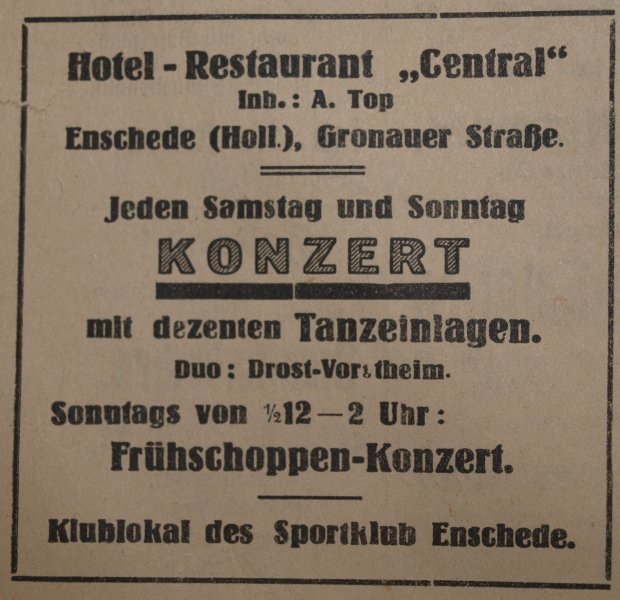 Hotel - Restaurant „Central“
Inh.: A. Top
Enschede (Holl.), Gronauer Straße.
Jeden Samstag und Sonntag
KONZERT
mit dezenten Tanzeinlagen.
Duo: Drost-
Sonntags von ½12 — 2 Uhr:
Frühschoppen-Konzert.
Klublokal des Sportklub Enschede.